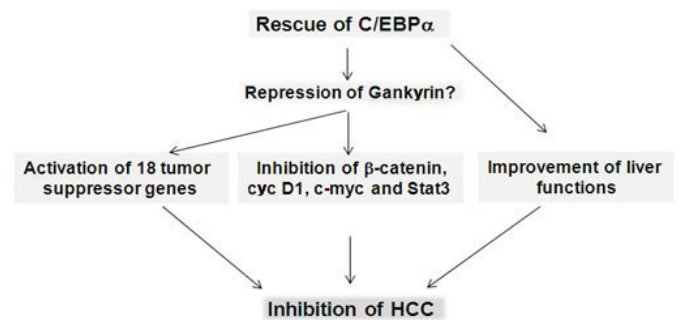 Rescue of C/EBPα
Repression of Gankyrin?
Activation of 18 tumor
suppressor genes
Inhibition of β-catenin,
cyc D1, c-myc and Stat3
Improvement of liver
functions
Inhibition of HCC